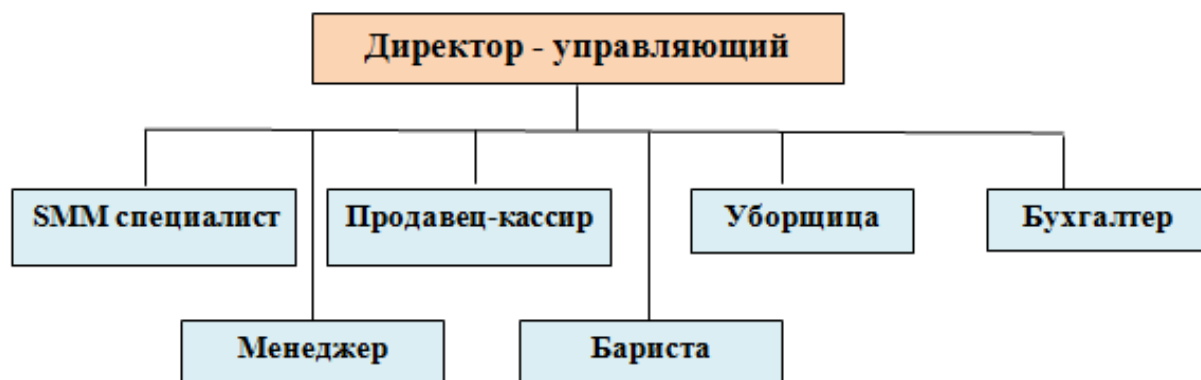 Директор - управляющий
SMM специалист
Продавец-кассир
Уборщица
Бухгалтер
Менеджер
Бариста